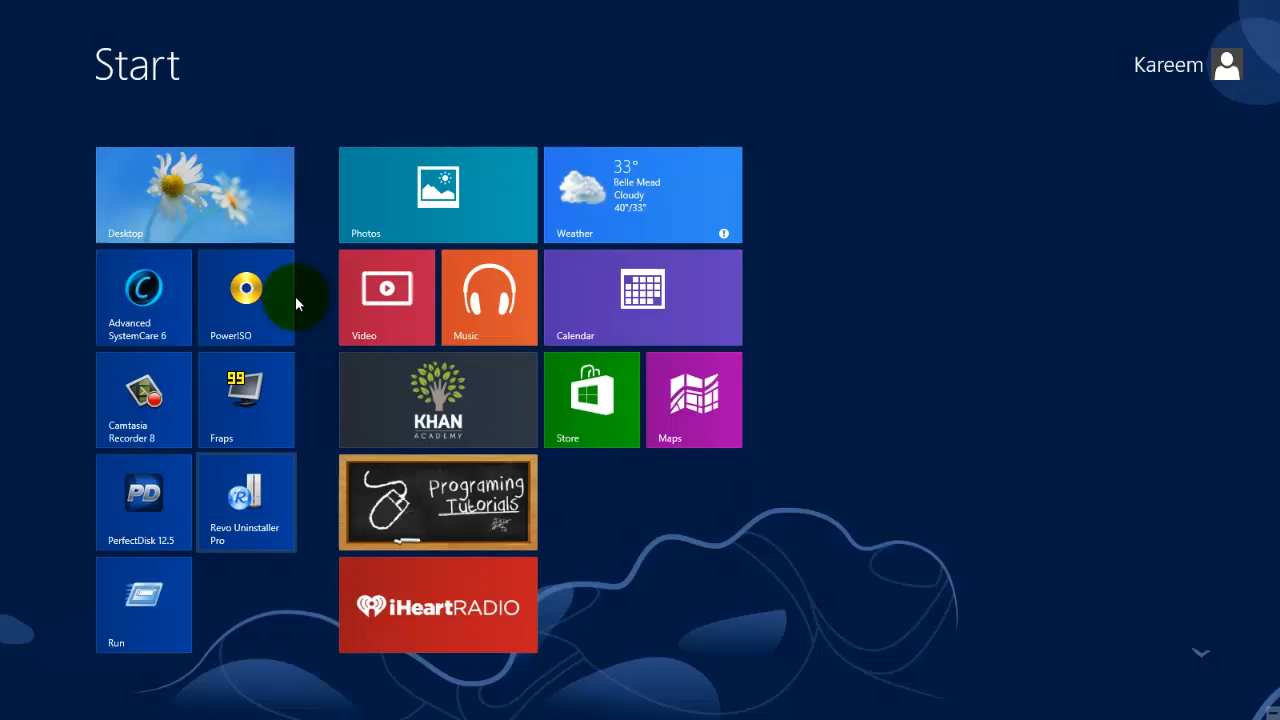 Start
Kareem
Desktop
Advanced
SystemCare 6
PowerISO
Camtasia
Recorder 8
99
Fraps
PD
PerfectDisk 12.5
R
Revo Uninstaller
Pro
Run
Photos
33°
Belle Mead
Cloudy
40°/33°
Weather
Video
Music
Calendar
KHAN
ACADEMY
Store
Maps
Programing
Tutorials
iHeartRADIO